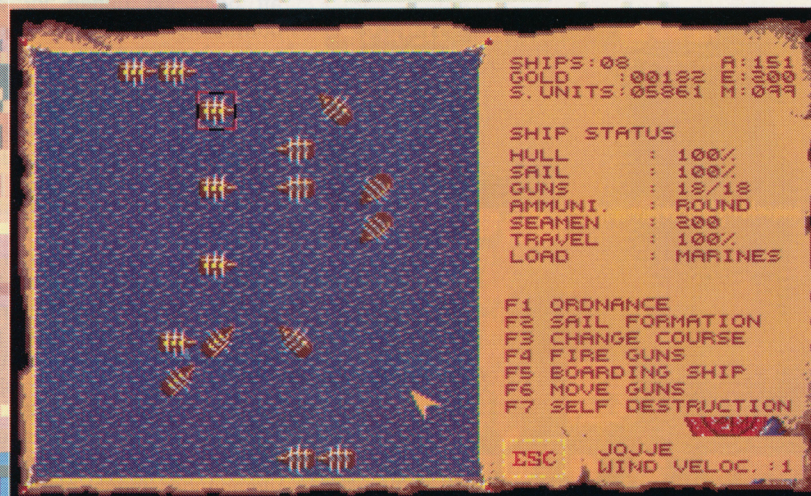 SHIPS:08 A:151
GOLD :00182 E:200
S.UNITS:05861 M:099
SHIP STATUS
HULL : 100%
SAIL : 100%
GUNS : 18/18
AMMUNI. : ROUND
SEAMEN : 200
TRAVEL : 100%
LOAD : MARINES
F1 ORDNANCE
F2 SAIL FORMATION
F3 CHANGE COURSE
F4 FIRE GUNS
F5 BOARDING SHIP
F6 MOVE GUNS
F7 SELF DESTRUCTION
ESC JOJJE
WIND VELOC.:1